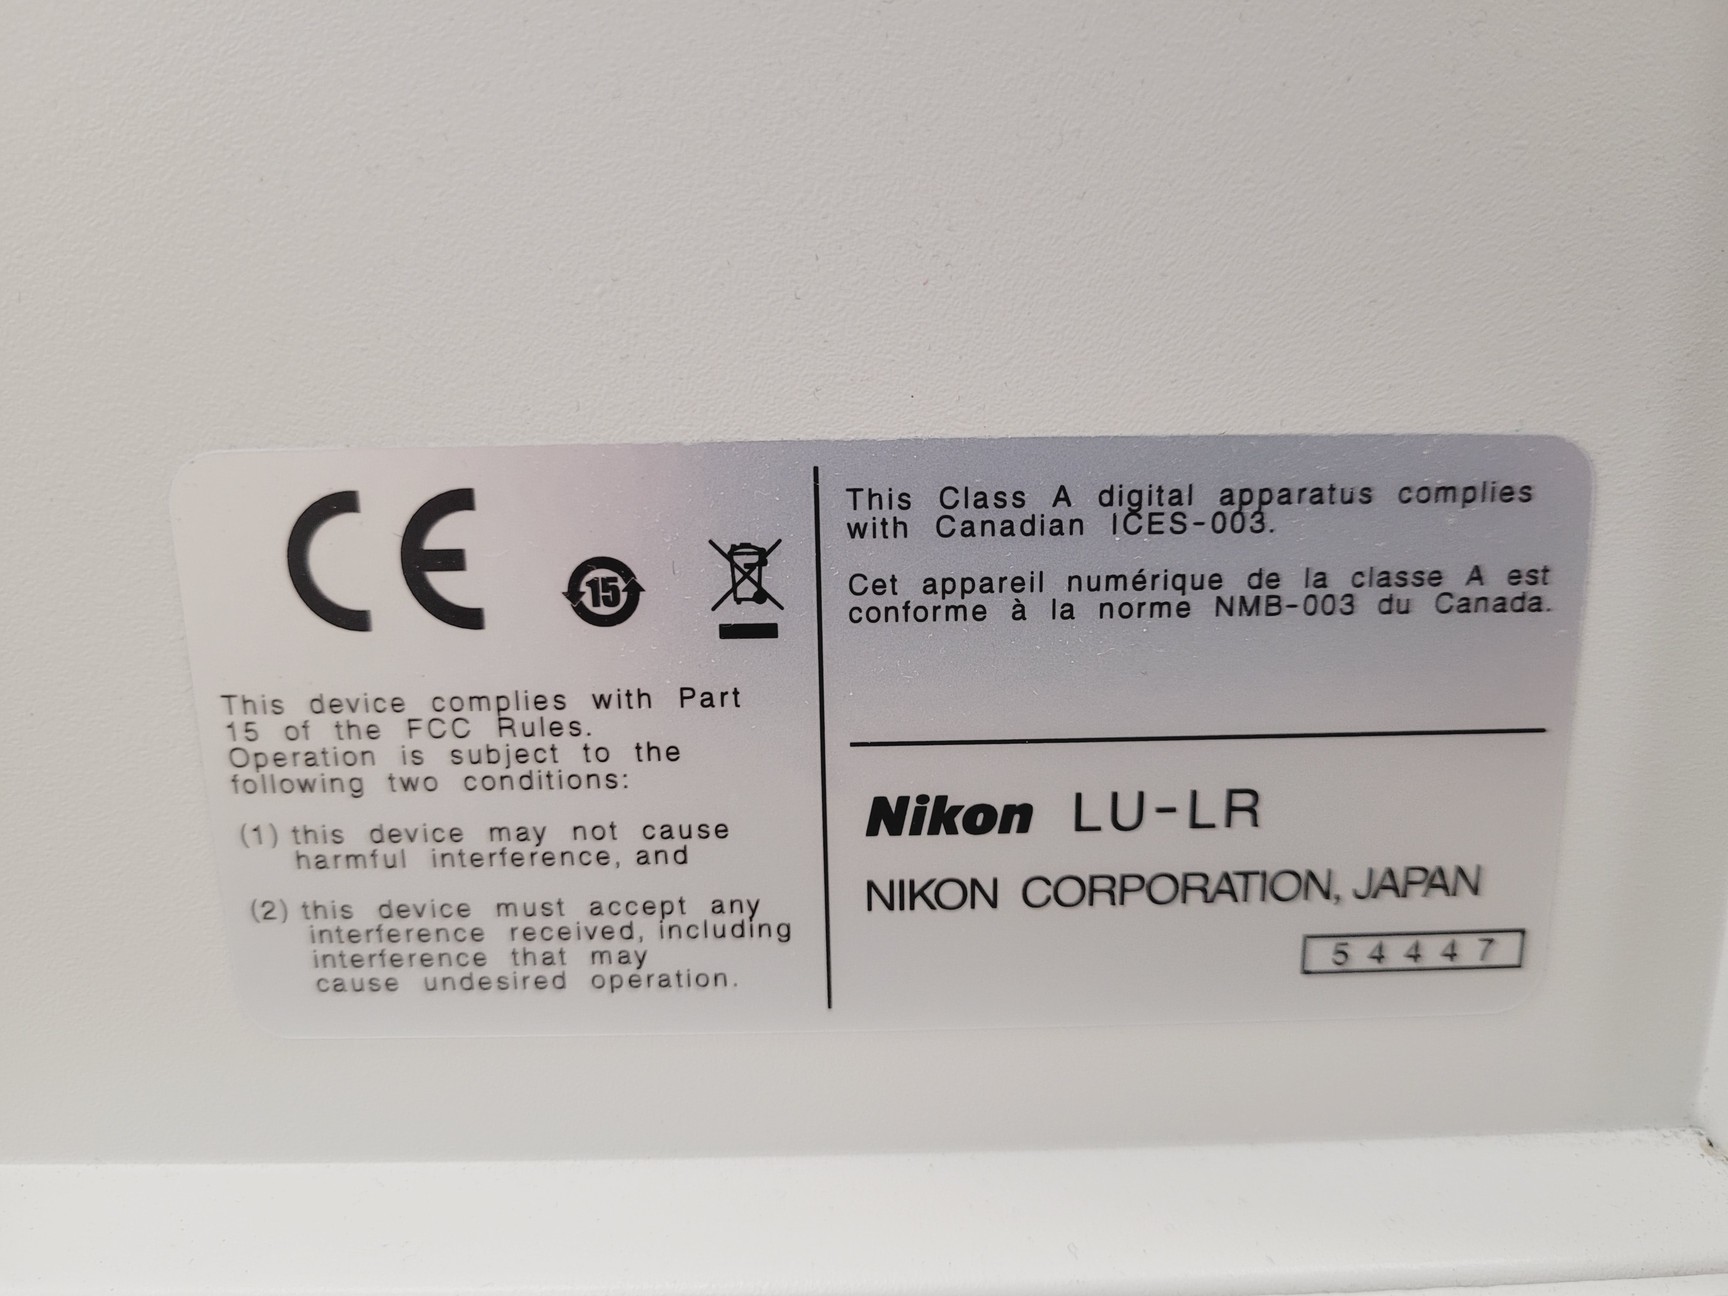 CE
15
This device complies with Part
15 of the FCC Rules.
Operation is subject to the
following two conditions:
(1) this device may not cause
harmful interference, and
(2) this device must accept any
interference received, including
interference that may
cause undesired operation.
This Class A digital apparatus complies
with Canadian ICES-003.
Cet appareil numérique de la classe A est
conforme à la norme NMB-003 du Canada.
Nikon LU-LR
NIKON CORPORATION, JAPAN
54447